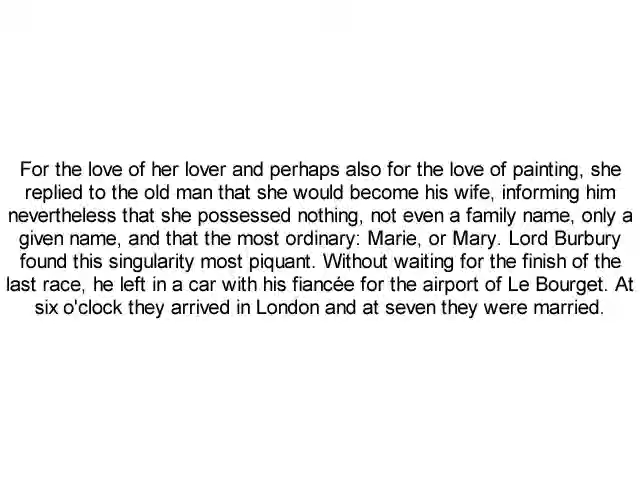 For the love of her lover and perhaps also for the love of painting, she
replied to the old man that she would become his wife, informing him
nevertheless that she possessed nothing, not even a family name, only a
given name, and that the most ordinary: Marie, or Mary. Lord Burbury
found this singularity most piquant. Without waiting for the finish of the
last race, he left in a car with his fiancée for the airport of Le Bourget. At
six o'clock they arrived in London and at seven they were married.